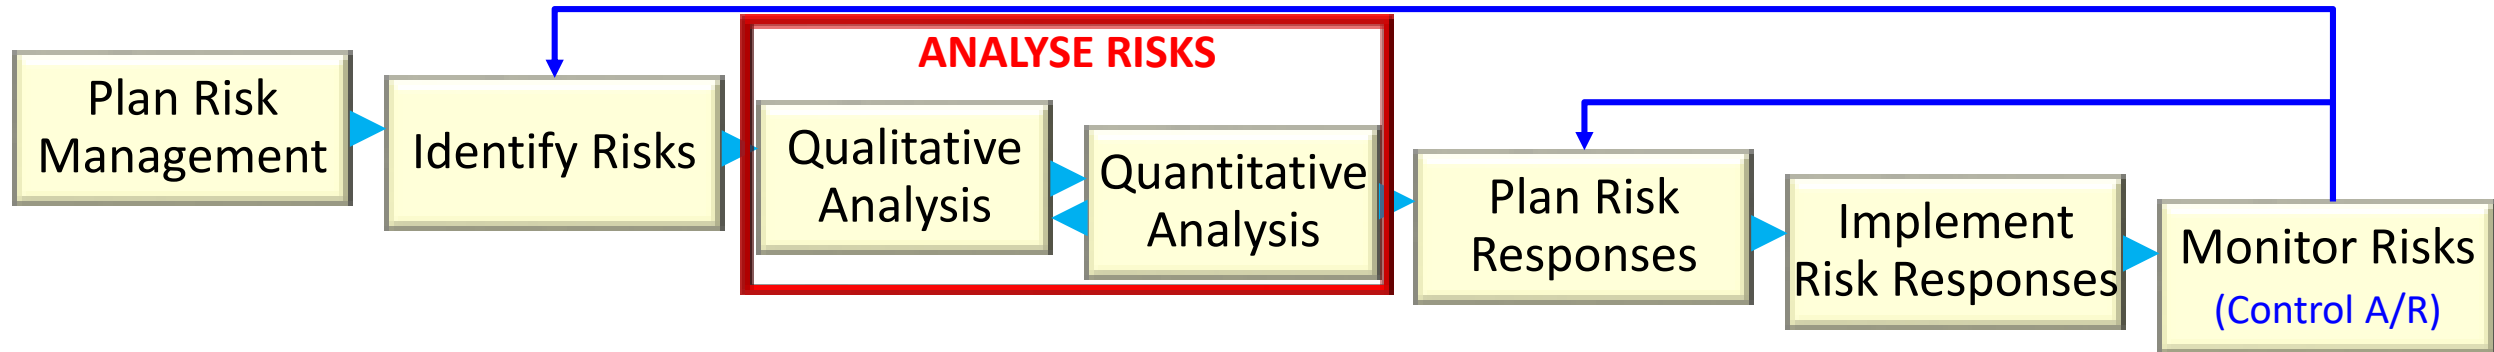 ANALYSE RISKS
Plan Risk
Management
Identify Risks
Qualitative
Analysis
Quantitative
Analysis
Plan Risk
Responses
Implement
Risk Responses
Monitor Risks
(Control A/R)